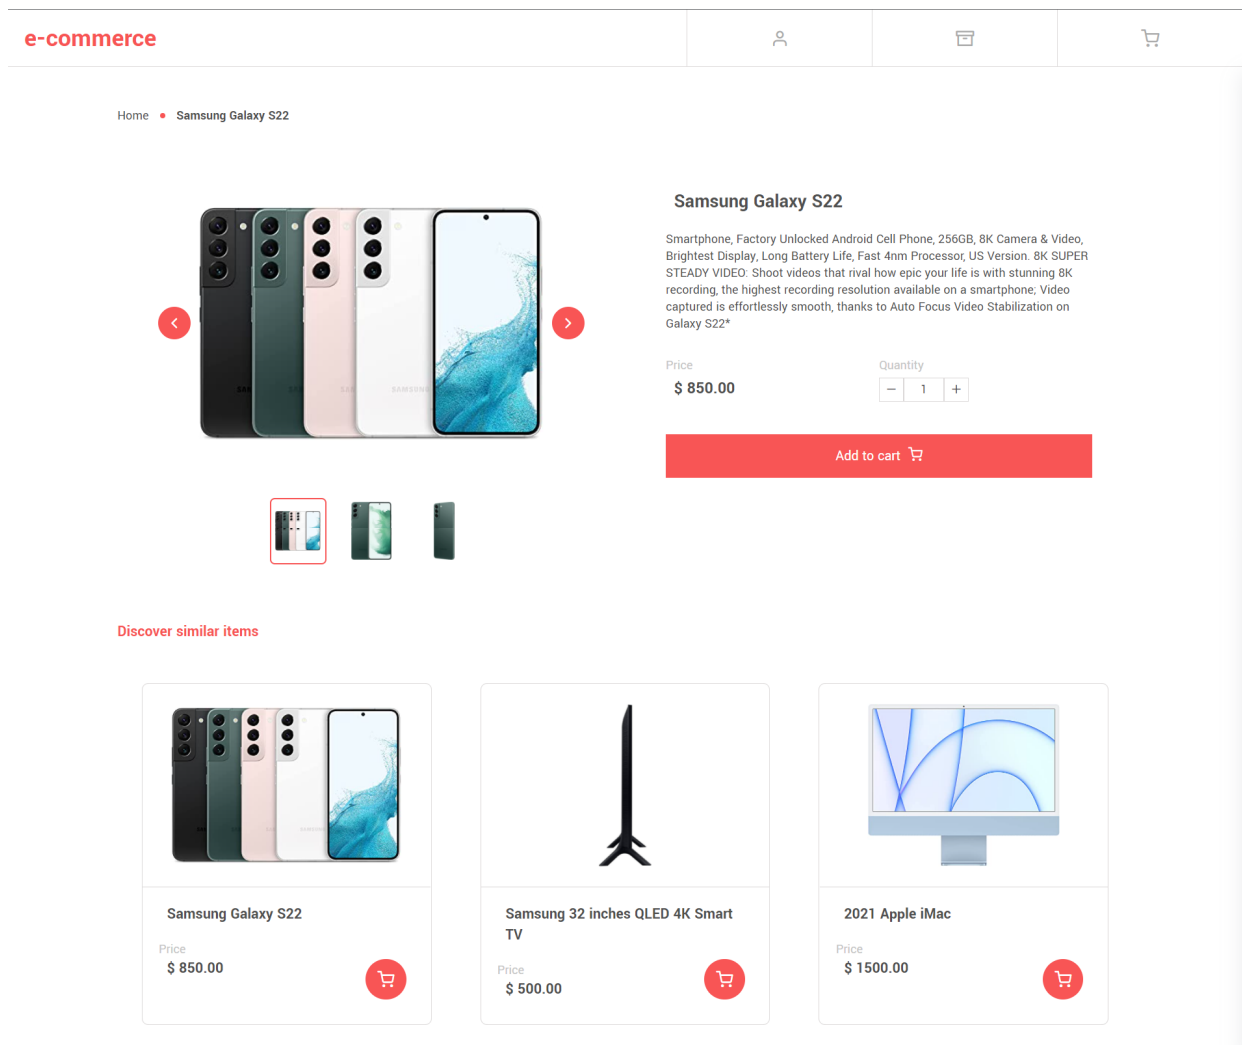 e-commerce
Home
Samsung Galaxy S22
Samsung Galaxy S22
Smartphone, Factory Unlocked Android Cell Phone, 256GB, 8K Camera & Video,
Brightest Display, Long Battery Life, Fast 4nm Processor, US Version. 8K SUPER
STEADY VIDEO: Shoot videos that rival how epic your life is with stunning 8K
recording, the highest recording resolution available on a smartphone; Video
captured is effortlessly smooth, thanks to Auto Focus Video Stabilization on
Galaxy S22*
Price
Quantity
$ 850.00
− 1 +
Add to cart
SAMSUNG
Discover similar items
Samsung Galaxy S22
Price
$ 850.00
Samsung 32 inches QLED 4K Smart
TV
Price
$ 500.00
2021 Apple iMac
Price
$ 1500.00